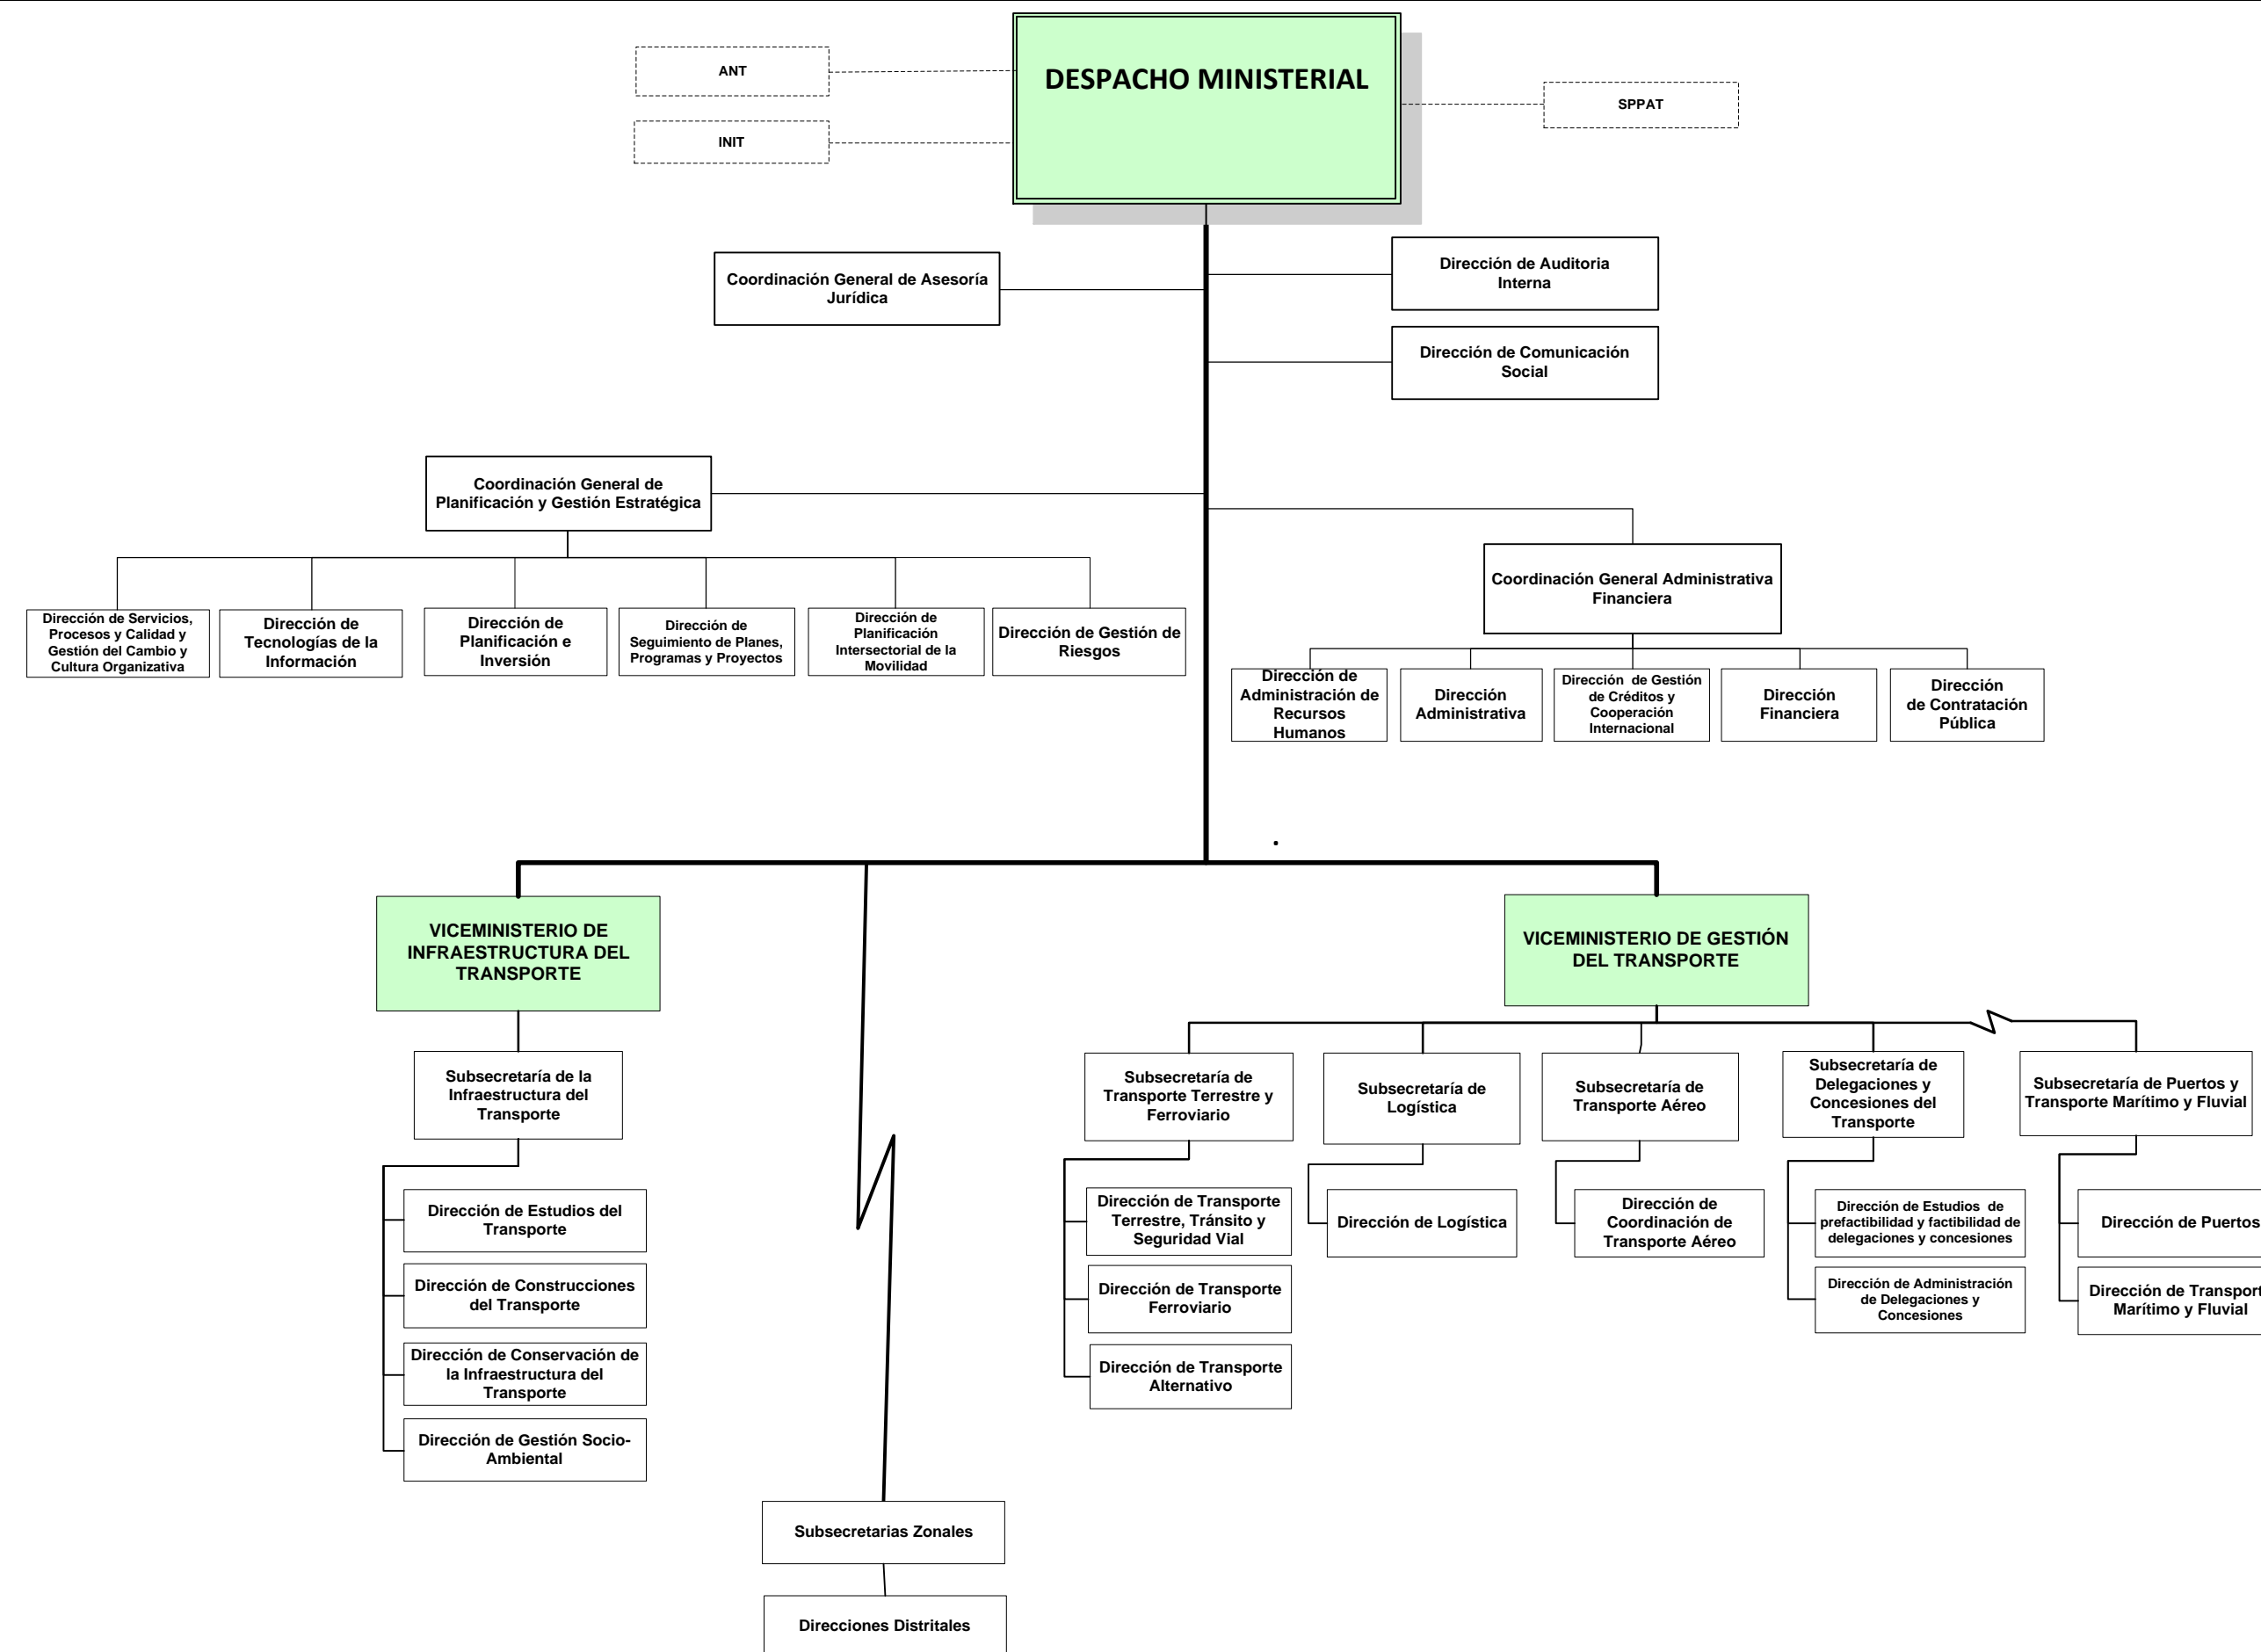 DESPACHO MINISTERIAL
ANT
INIT
SPPAT
Coordinación General de Asesoría
Jurídica
Dirección de Auditoria
Interna
Dirección de Comunicación
Social
Coordinación General de
Planificación y Gestión Estratégica
Coordinación General Administrativa
Financiera
Dirección de Servicios,
Procesos y Calidad y
Gestión del Cambio y
Cultura Organizativa
Dirección de
Tecnologías de la
Información
Dirección de
Planificación e
Inversión
Dirección de
Seguimiento de Planes,
Programas y Proyectos
Dirección de
Planificación
Intersectorial de la
Movilidad
Dirección de Gestión de
Riesgos
Dirección de
Administración de
Recursos
Humanos
Dirección
Administrativa
Dirección de Gestión
de Créditos y
Cooperación
Internacional
Dirección
Financiera
Dirección
de Contratación
Pública
.
VICEMINISTERIO DE
INFRAESTRUCTURA DEL
TRANSPORTE
VICEMINISTERIO DE GESTIÓN
DEL TRANSPORTE
Subsecretaría de la
Infraestructura del
Transporte
Subsecretaría de
Transporte Terrestre y
Ferroviario
Subsecretaría de
Logística
Subsecretaría de
Transporte Aéreo
Subsecretaría de
Delegaciones y
Concesiones del
Transporte
Subsecretaría de Puertos y
Transporte Marítimo y Fluvial
Dirección de Estudios del
Transporte
Dirección de Construcciones
del Transporte
Dirección de Conservación de
la Infraestructura del
Transporte
Dirección de Gestión Socio-
Ambiental
Dirección de Transporte
Terrestre, Tránsito y
Seguridad Vial
Dirección de Transporte
Ferroviario
Dirección de Transporte
Alternativo
Dirección de Logística
Dirección de
Coordinación de
Transporte Aéreo
Dirección de Estudios de
prefactibilidad y factibilidad de
delegaciones y concesiones
Dirección de Administración
de Delegaciones y
Concesiones
Dirección de Puertos
Dirección de Transport
Marítimo y Fluvial
Subsecretarias Zonales
Direcciones Distritales